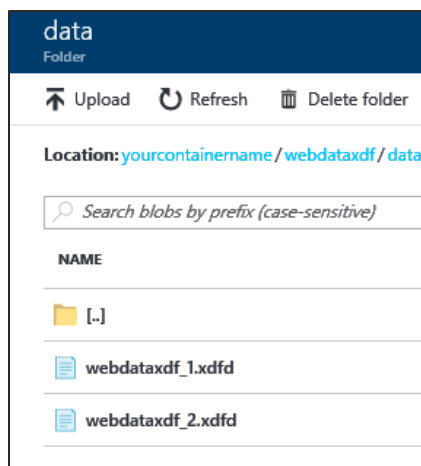 data
Folder
Upload Refresh Delete folder
Location: yourcontainername / webdataxdf / data
Search blobs by prefix (case-sensitive)
NAME
[..]
webdataxdf_1.xdfd
webdataxdf_2.xdfd